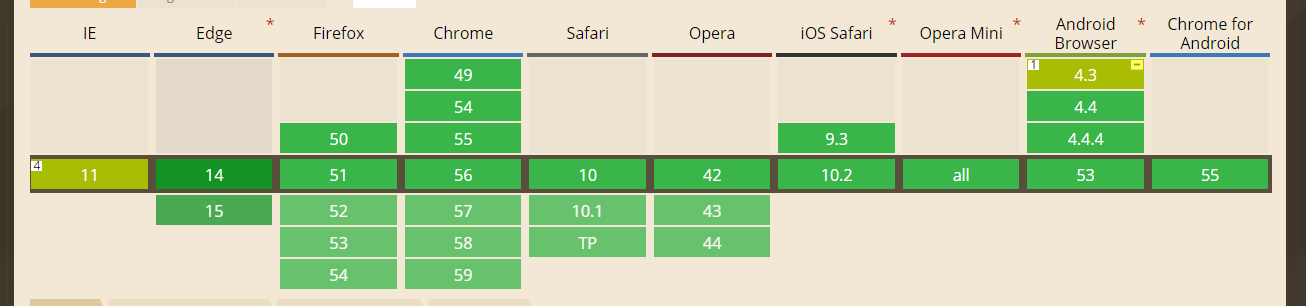 IE Edge * Firefox Chrome Safari Opera iOS Safari * Opera Mini * Android Browser * Chrome for Android
49 1 4.3 -
54 4.4
50 55 9.3 4.4.4
4 11 14 51 56 10 42 10.2 all 53 55
15 52 57 10.1 43
53 58 TP 44
54 59